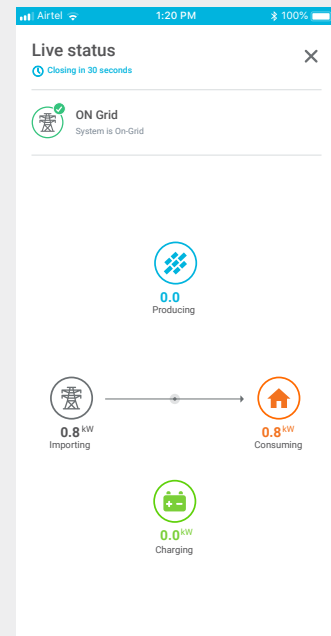 Airtel 1:20 PM 100%
Live status
Closing in 30 seconds
ON Grid
System is On-Grid
0.0
Producing
0.8 kW 0.8 kW
Importing Consuming
0.0 kW
Charging